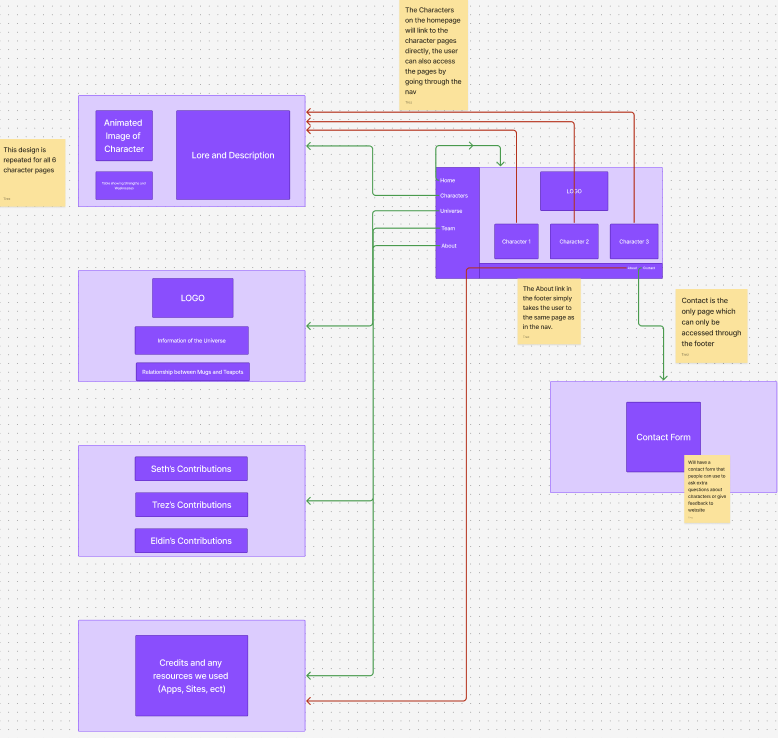 The Characters
on the homepage
will link to the
character pages
directly, the user
can also access
the pages by
going through the
nav
This design is
repeated for all 6
character pages
Animated
Image of
Character
Table showing Strengths and
Weaknesses
Lore and Description
Home
Characters
Universe
Team
About
LOGO
Character 1
Character 2
Character 3
About
Contact
The About link in
the footer simply
takes the user to
the same page as
in the nav.
Contact is the
only page which
can only be
accessed through
the footer
LOGO
Information of the Universe
Relationship between Mugs and Teapots
Contact Form
Will have a
contact form that
people can use to
ask extra
questions about
characters or give
feedback to
website
Seth's Contributions
Trez's Contributions
Eldin's Contributions
Credits and any
resources we used
(Apps, Sites, ect)